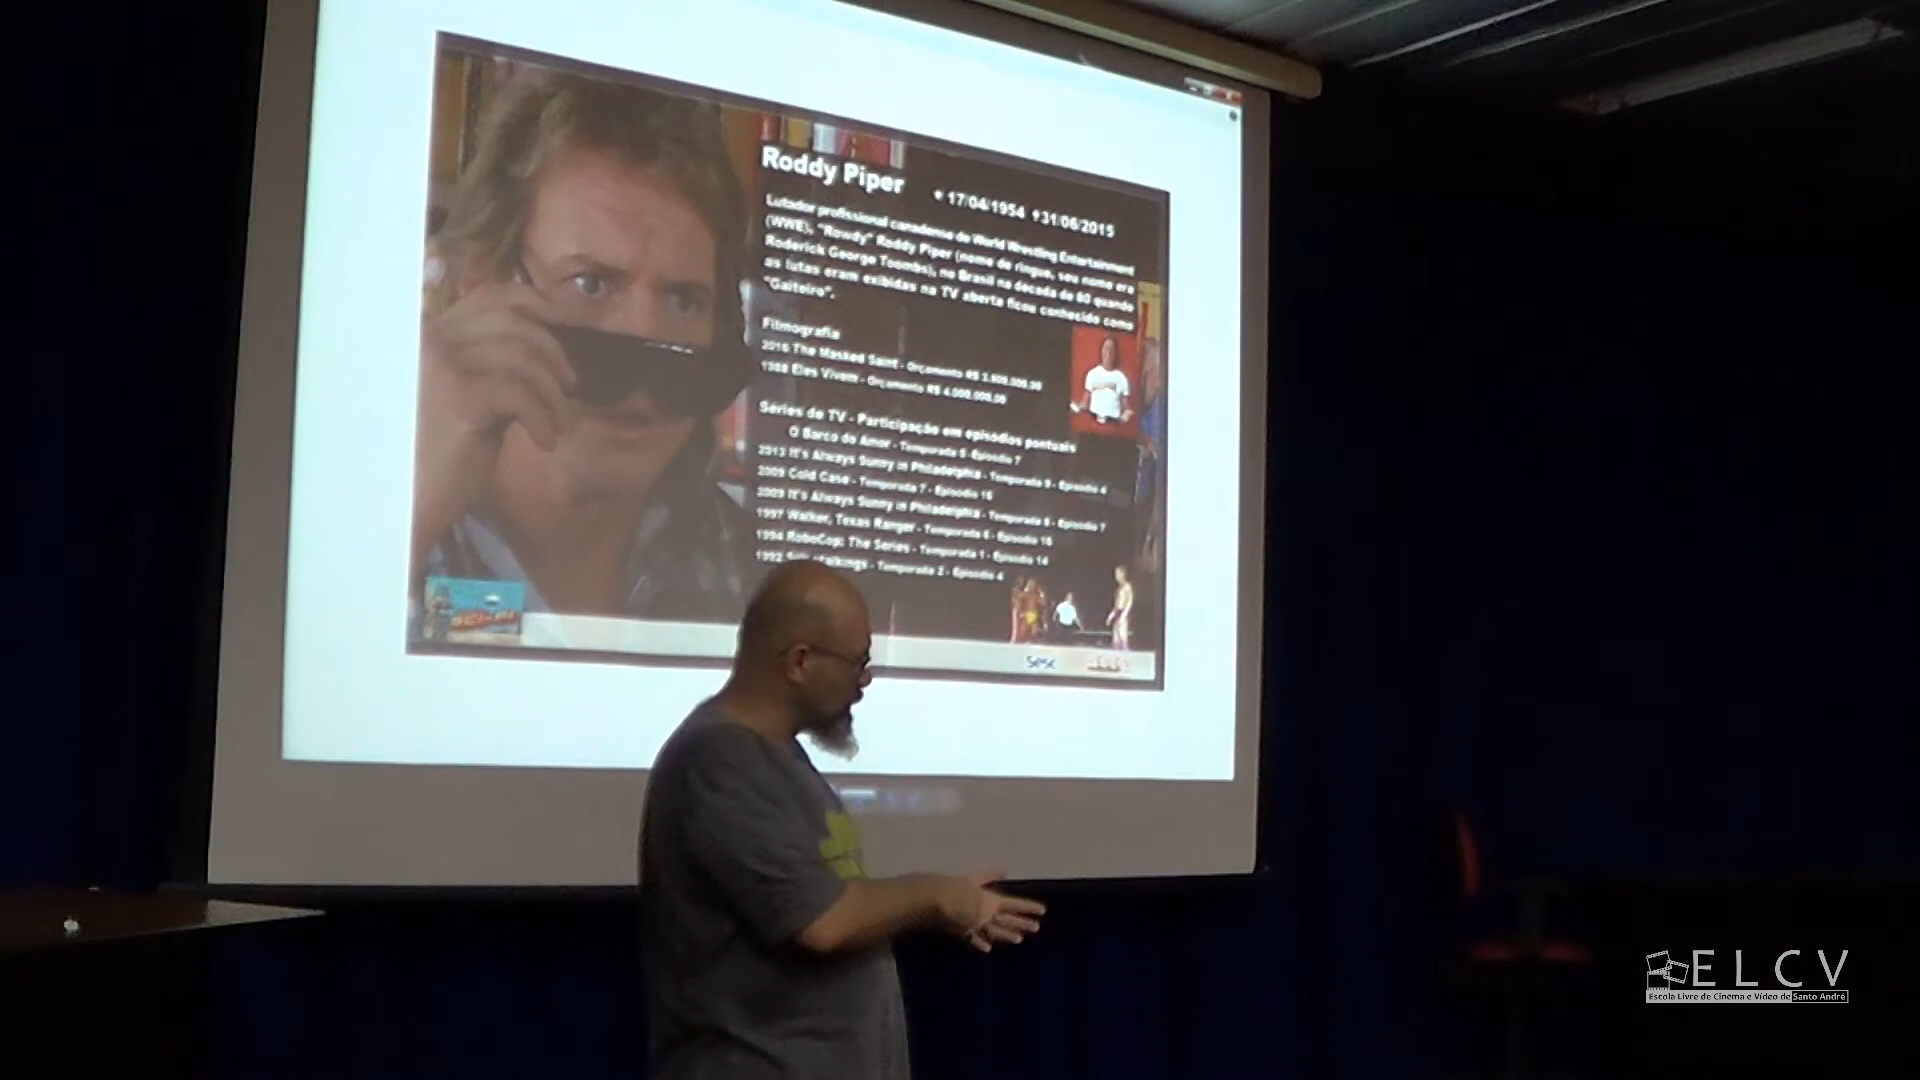 Roddy Piper
* 17/04/1954 ✝31/06/2015
Lutador profissional canadense de World Wrestling Entertainment
(WWE), "Rowdy" Roddy Piper (nome de ringue, seu nome era
Roderick George Toombs), no Brasil na década de 80 quando
as lutas eram exibidas na TV aberta ficou conhecido como
"Gaiteiro".
Filmografia
2016 The Masked Saint - Orçamento R$
1988 Eles Vivem - Orçamento R$ 4.000.000,00
Séries de TV - Participação em episódios pontuais
O Barco do Amor - Temporada 5 - Episódio 7
2013 It's Always Sunny in Philadelphia - Temporada 9 - Episódio 4
2009 Cold Case - Temporada 7 - Episódio 16
2009 It's Always Sunny in Philadelphia - Temporada 5 - Episódio 7
1997 Walker, Texas Ranger - Temporada 6 - Episódio
1994 RoboCop: The Series - Temporada 1 - Episódio 14
1992 - Temporada 2 - Episódio 4
SCI-FI
Sesc
ELCV
Escola Livre de Cinema e Vídeo de Santo André